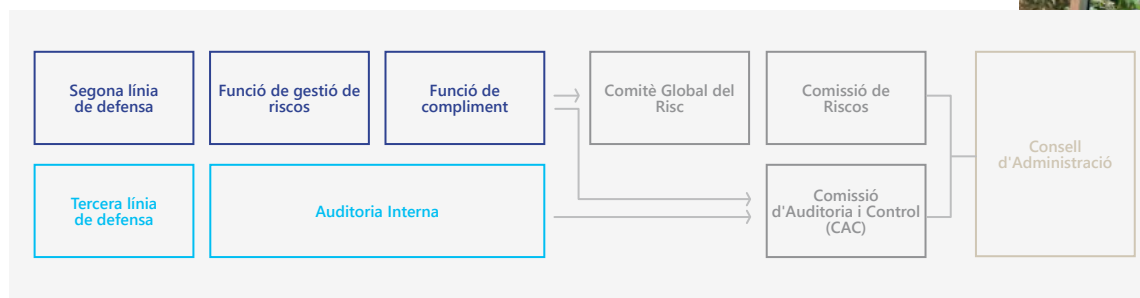 Segona línia
de defensa
Funció de gestió de
riscos
Funció de
compliment
Comitè Global del
Risc
Comissió de
Riscos
Consell
d'Administració
Tercera línia
de defensa
Auditoria Interna
Comissió
d'Auditoria i Control
(CAC)